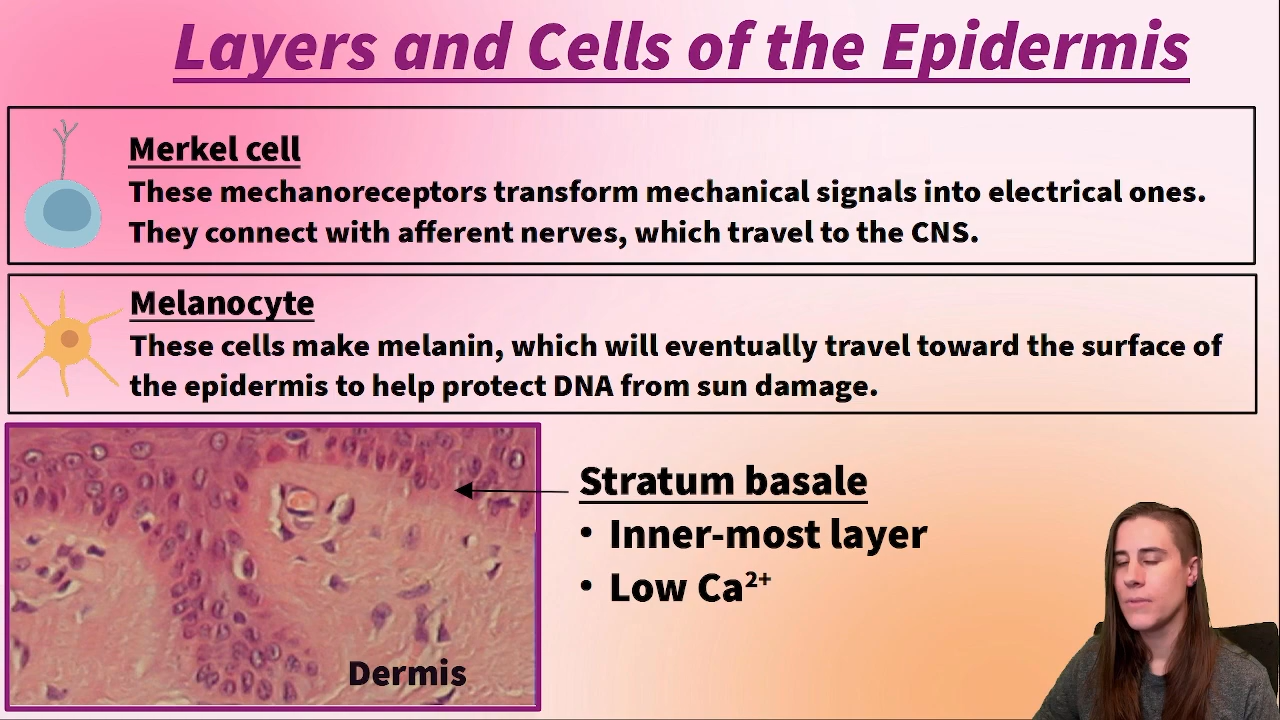 Layers and Cells of the Epidermis
Merkel cell
These mechanoreceptors transform mechanical signals into electrical ones.
They connect with afferent nerves, which travel to the CNS.
Melanocyte
These cells make melanin, which will eventually travel toward the surface of
the epidermis to help protect DNA from sun damage.
Stratum basale
• Inner-most layer
• Low Ca²⁺
Dermis